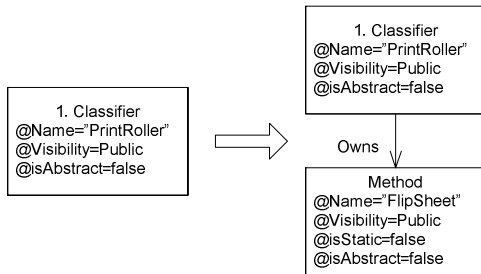 1. Classifier
@Name=”PrintRoller”
@Visibility=Public
@isAbstract=false
1. Classifier
@Name=”PrintRoller”
@Visibility=Public
@isAbstract=false
Owns
Method
@Name=”FlipSheet”
@Visibility=Public
@isStatic=false
@isAbstract=false